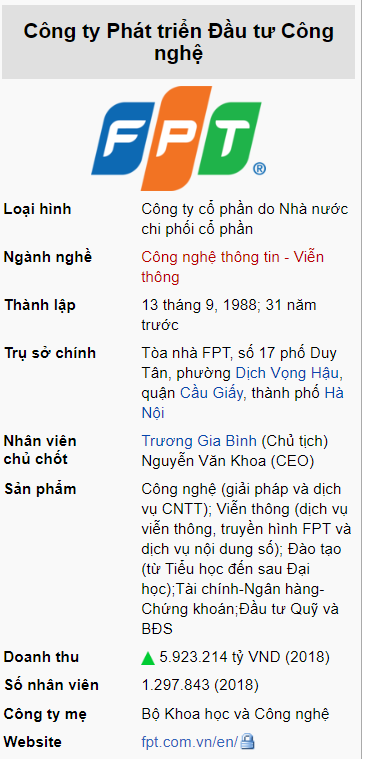 Công ty Phát triển Đầu tư Công
nghệ
FPT®
Loại hình
Công ty cổ phần do Nhà nước
chi phối cổ phần
Ngành nghề
Công nghệ thông tin - Viễn
thông
Thành lập
13 tháng 9, 1988; 31 năm
trước
Trụ sở chính
Tòa nhà FPT, số 17 phố Duy
Tân, phường Dịch Vọng Hậu,
quận Cầu Giấy, thành phố Hà
Nội
Nhân viên
chủ chốt
Trương Gia Bình (Chủ tịch)
Nguyễn Văn Khoa (CEO)
Sản phẩm
Công nghệ (giải pháp và dịch
vụ CNTT); Viễn thông (dịch vụ
viễn thông, truyền hình FPT và
dịch vụ nội dung số); Đào tạo
(từ Tiểu học đến sau Đại
học);Tài chính-Ngân hàng-
Chứng khoán;Đầu tư Quỹ và
BĐS
Doanh thu
▲ 5.923.214 tỷ VND (2018)
Số nhân viên
1.297.843 (2018)
Công ty mẹ
Bộ Khoa học và Công nghệ
Website
fpt.com.vn/en/